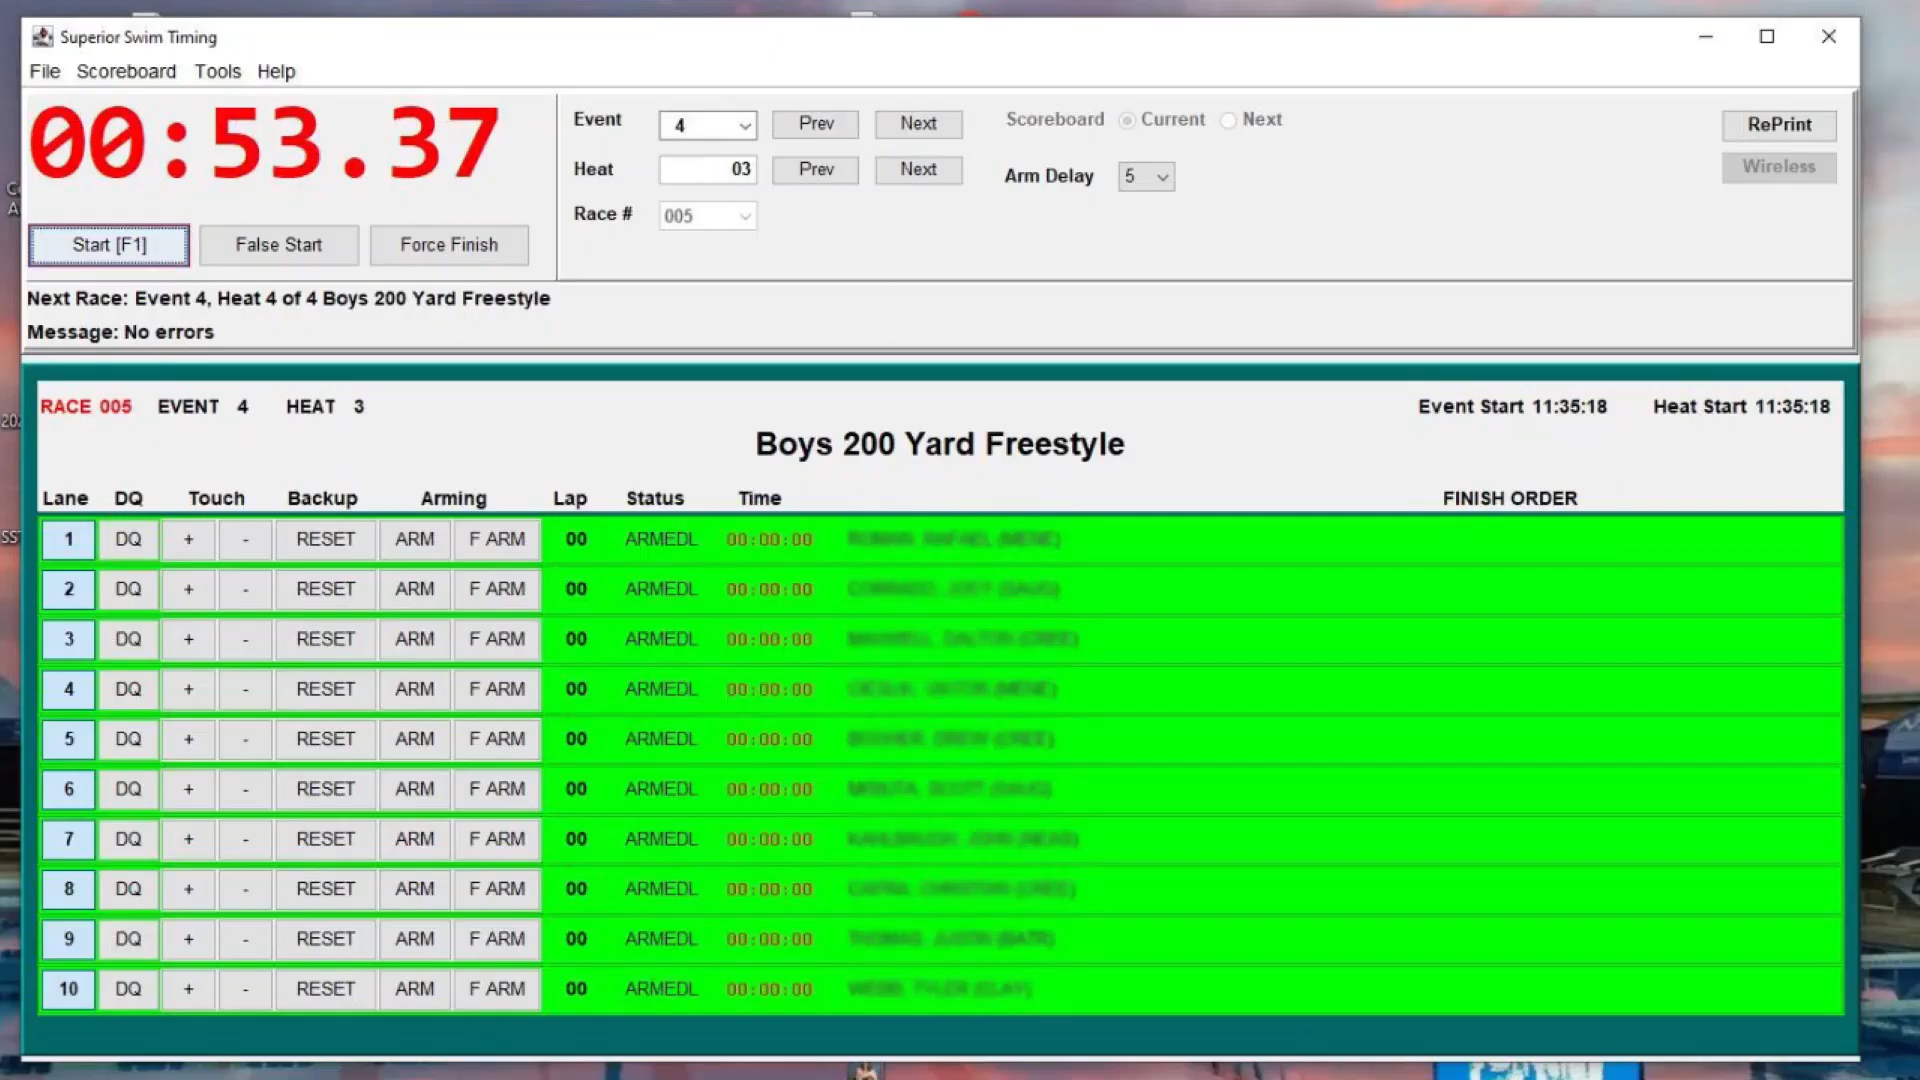 Superior Swim Timing
File Scoreboard Tools Help
00:53.37
Start [F1] False Start Force Finish
Event 4 Prev Next
Heat 03 Prev Next
Race # 005
Scoreboard Current Next
Arm Delay 5
RePrint
Wireless
Next Race: Event 4, Heat 4 of 4 Boys 200 Yard Freestyle
Message: No errors
RACE 005 EVENT 4 HEAT 3 Event Start 11:35:18 Heat Start 11:35:18
Boys 200 Yard Freestyle
Lane DQ Touch Backup Arming Lap Status Time FINISH ORDER
1 DQ + - RESET ARM F ARM 00 ARMEDL 00:00:00
2 DQ + - RESET ARM F ARM 00 ARMEDL 00:00:00
3 DQ + - RESET ARM F ARM 00 ARMEDL 00:00:00
4 DQ + - RESET ARM F ARM 00 ARMEDL 00:00:00
5 DQ + - RESET ARM F ARM 00 ARMEDL 00:00:00
6 DQ + - RESET ARM F ARM 00 ARMEDL 00:00:00
7 DQ + - RESET ARM F ARM 00 ARMEDL 00:00:00
8 DQ + - RESET ARM F ARM 00 ARMEDL 00:00:00
9 DQ + - RESET ARM F ARM 00 ARMEDL 00:00:00
10 DQ + - RESET ARM F ARM 00 ARMEDL 00:00:00